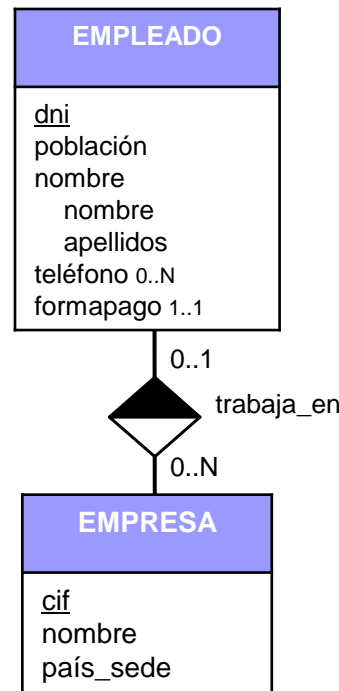 EMPLEADO
dni
población
nombre
nombre
apellidos
teléfono 0..N
formapago 1..1
0..1
trabaja_en
0..N
EMPRESA
cif
nombre
país_sede